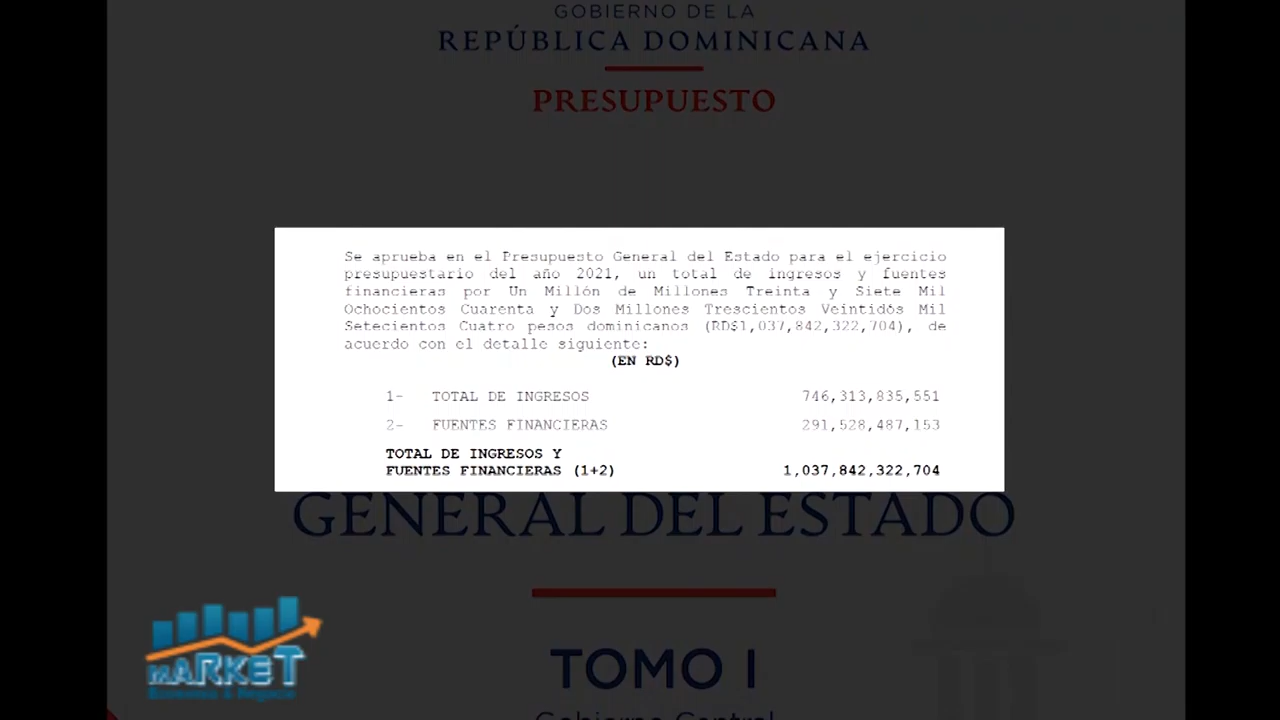 GOBIERNO DE LA
REPÚBLICA DOMINICANA
PRESUPUESTO
Se aprueba en el Presupuesto General del Estado para el ejercicio
presupuestario del año 2021, un total de ingresos y fuentes
financieras por Un Millón de Millones Treinta y Siete Mil
Ochocientos Cuarenta y Dos Millones Trescientos Veintidós Mil
Setecientos Cuatro pesos dominicanos (RD$1,037,842,322,704), de
acuerdo con el detalle siguiente:
(EN RD$)
1- TOTAL DE INGRESOS 746,313,835,551
2- FUENTES FINANCIERAS 291,528,487,153
TOTAL DE INGRESOS Y
FUENTES FINANCIERAS (1+2) 1,037,842,322,704
GENERAL DEL ESTADO
TOMO I
Gobierno Central
MARKET
Economía & Negocio